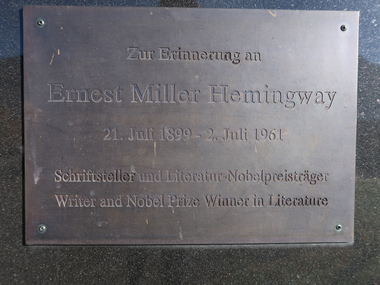 Zur Erinnerung an
Ernest Miller Hemingway
21. Juli 1899 - 2. Juli 1961
Schriftsteller und Literatur-Nobelpreisträger
Writer and Nobel Prize Winner in Literature